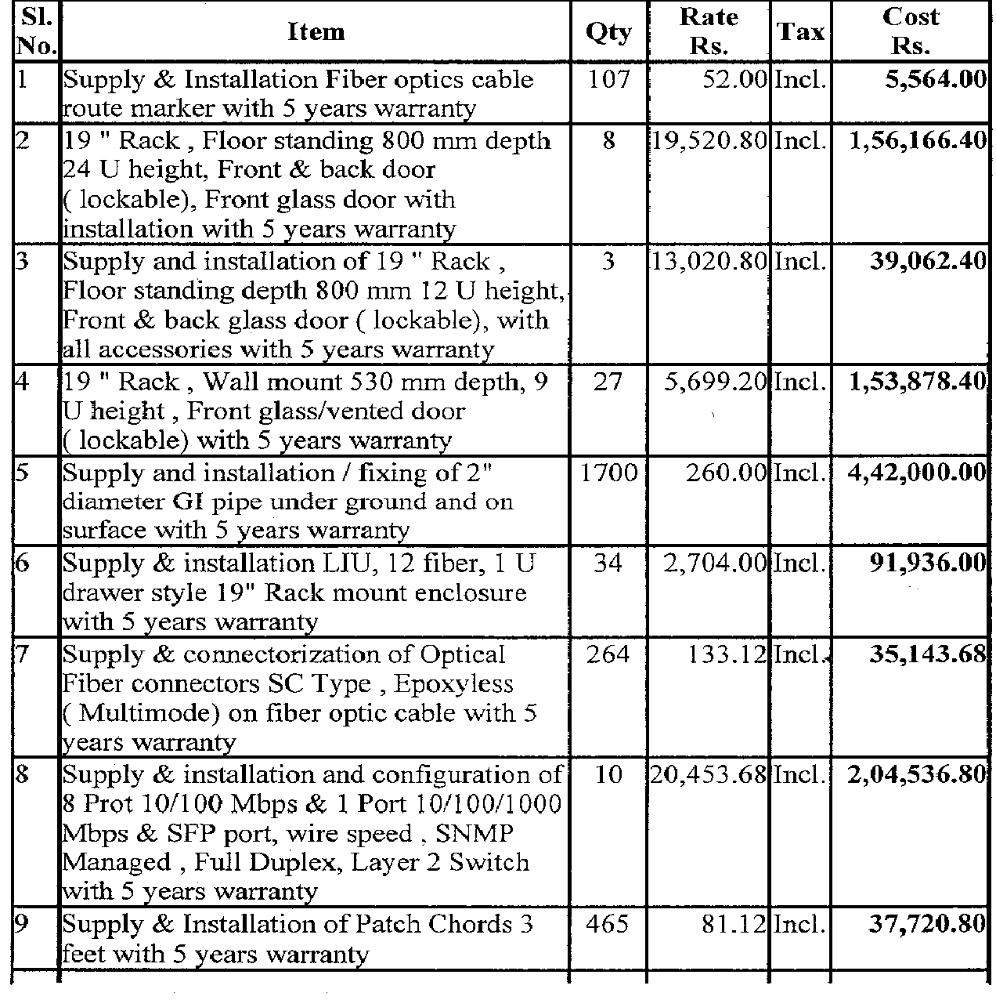 Sl. No. Item Qty Rate Rs. Tax Cost Rs.
1 Supply & Installation Fiber optics cable 107 52.00 Incl. 5,564.00
route marker with 5 years warranty
2 19 " Rack , Floor standing 800 mm depth 8 19,520.80 Incl. 1,56,166.40
24 U height, Front & back door
( lockable), Front glass door with
installation with 5 years warranty
3 Supply and installation of 19 " Rack , 3 13,020.80 Incl. 39,062.40
Floor standing depth 800 mm 12 U height,
Front & back glass door ( lockable), with
all accessories with 5 years warranty
4 19 " Rack , Wall mount 530 mm depth, 9 27 5,699.20 Incl. 1,53,878.40
U height , Front glass/vented door
( lockable) with 5 years warranty
5 Supply and installation / fixing of 2" 1700 260.00 Incl. 4,42,000.00
diameter GI pipe under ground and on
surface with 5 years warranty
6 Supply & installation LIU, 12 fiber, 1 U 34 2,704.00 Incl. 91,936.00
drawer style 19" Rack mount enclosure
with 5 years warranty
7 Supply & connectorization of Optical 264 133.12 Incl. 35,143.68
Fiber connectors SC Type , Epoxyless
( Multimode) on fiber optic cable with 5
years warranty
8 Supply & installation and configuration of 10 20,453.68 Incl. 2,04,536.80
8 Prot 10/100 Mbps & 1 Port 10/100/1000
Mbps & SFP port, wire speed , SNMP
Managed , Full Duplex, Layer 2 Switch
with 5 years warranty
9 Supply & Installation of Patch Chords 3 465 81.12 Incl. 37,720.80
feet with 5 years warranty